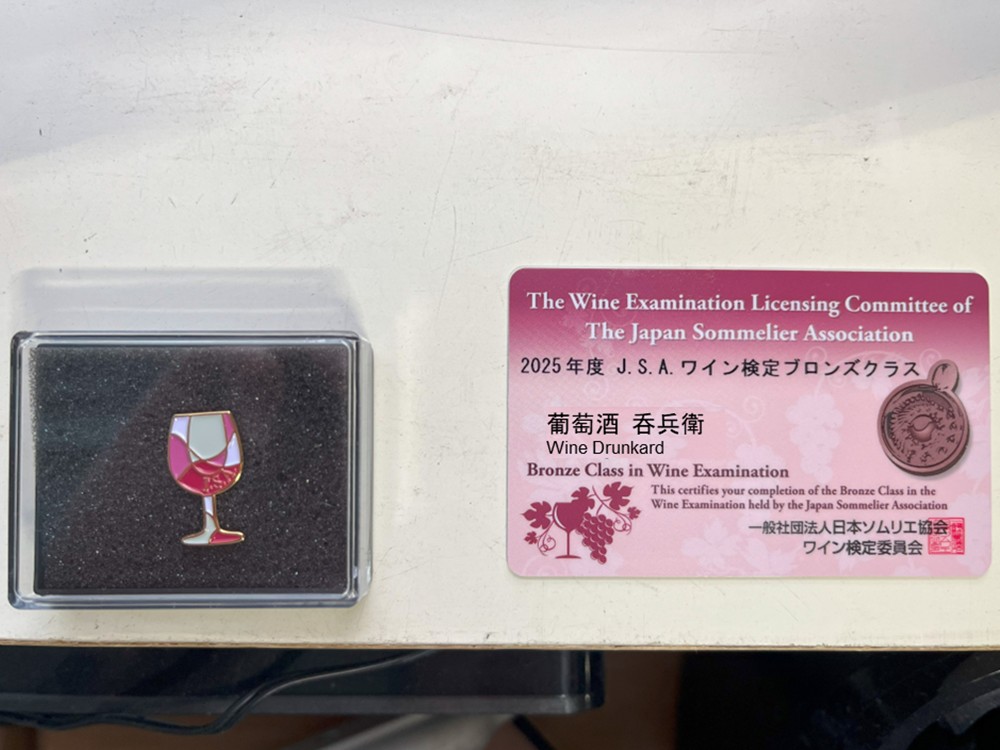 The Wine Examination Licensing Committee of
The Japan Sommelier Association
2025年度 J.S.A.ワイン検定ブロンズクラス
葡萄酒 呑兵衛
Wine Drunkard
Bronze Class in Wine Examination
This certifies your completion of the Bronze Class in the
Wine Examination held by the Japan Sommelier Association
一般社団法人日本ソムリエ協会
ワイン検定委員会
J.S.A